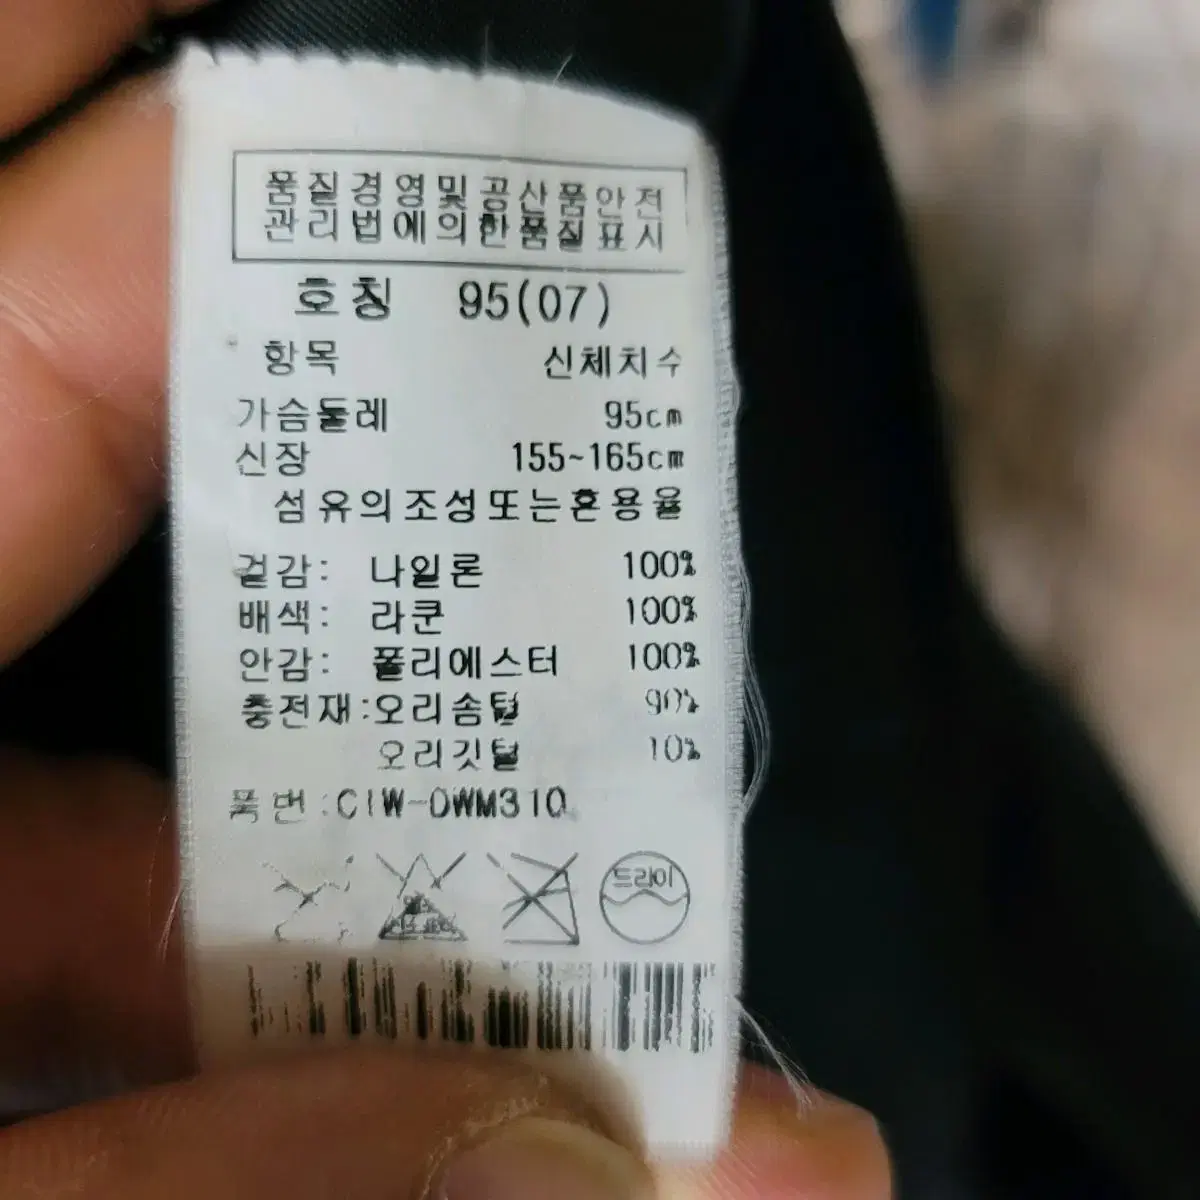 품질경영및공산품안전
관리법에의한품질표시
호칭 95(07)
항목 신체치수
가슴둘레 95cm
신장 155~165cm
섬유의조성또는혼용율
겉감: 나일론 100%
배색: 라쿤 100%
안감: 폴리에스터 100%
충전재:오리솜털 90%
오리깃털 10%
품번:CIW-DWM310
드라이